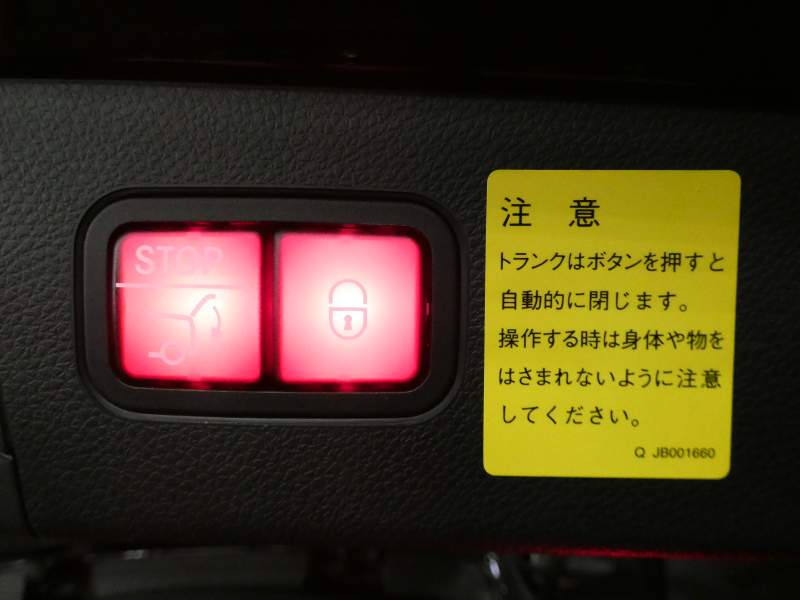 STOP
注 意
トランクはボタンを押すと
自動的に閉じます。
操作する時は身体や物を
はさまれないように注意
してください。
Q JB001660